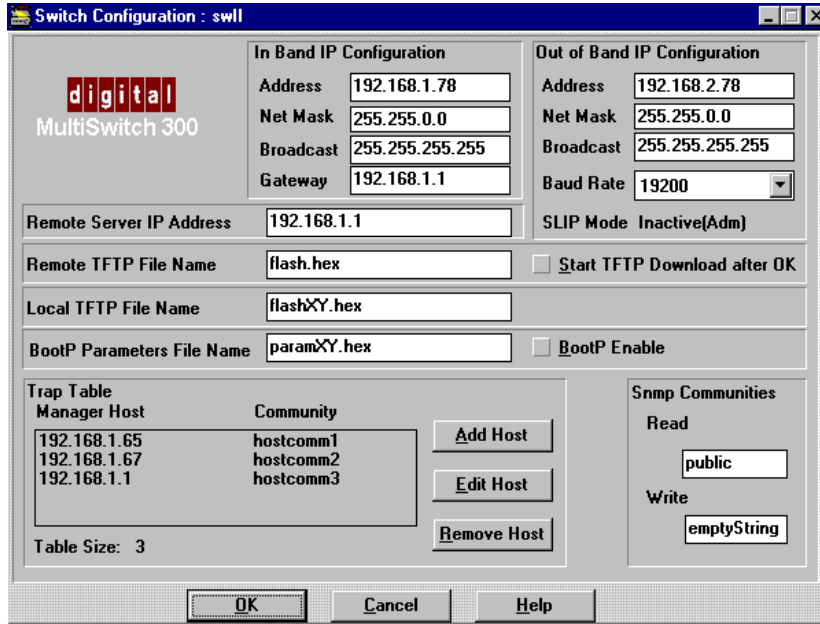 Switch Configuration : swII
digital
MultiSwitch 300
In Band IP Configuration
Address 192.168.1.78
Net Mask 255.255.0.0
Broadcast 255.255.255.255
Gateway 192.168.1.1
Out of Band IP Configuration
Address 192.168.2.78
Net Mask 255.255.0.0
Broadcast 255.255.255.255
Baud Rate 19200
SLIP Mode Inactive(Adm)
Remote Server IP Address 192.168.1.1
Remote TFTP File Name flash.hex Start TFTP Download after OK
Local TFTP File Name flashXY.hex
BootP Parameters File Name paramXY.hex BootP Enable
Trap Table
Manager Host Community
192.168.1.65 hostcomm1
192.168.1.67 hostcomm2
192.168.1.1 hostcomm3
Table Size: 3
Add Host
Edit Host
Remove Host
Snmp Communities
Read
public
Write
emptyString
OK Cancel Help